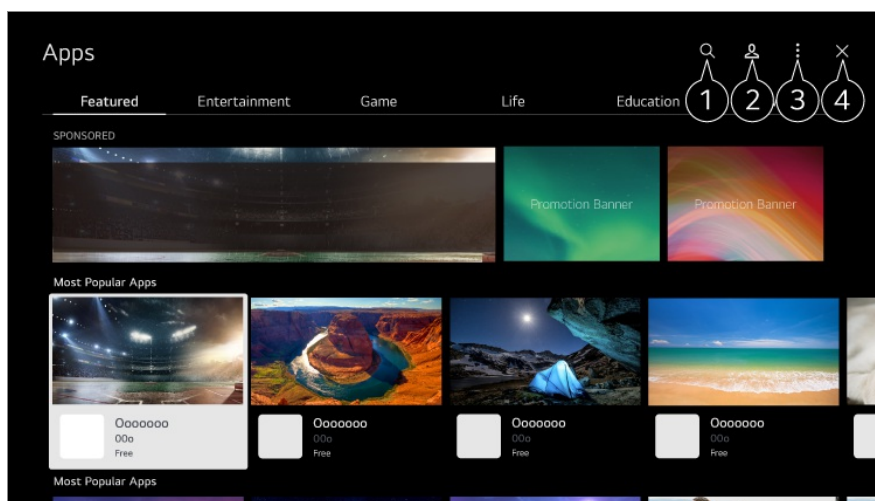 Apps
Featured Entertainment Game Life Education
1 2 3 4
SPONSORED
Promotion Banner Promotion Banner
Most Popular Apps
Ooooooo Ooooooo Ooooooo Ooooooo
00o 00o 00o 00o
Free Free Free Free
Most Popular Apps